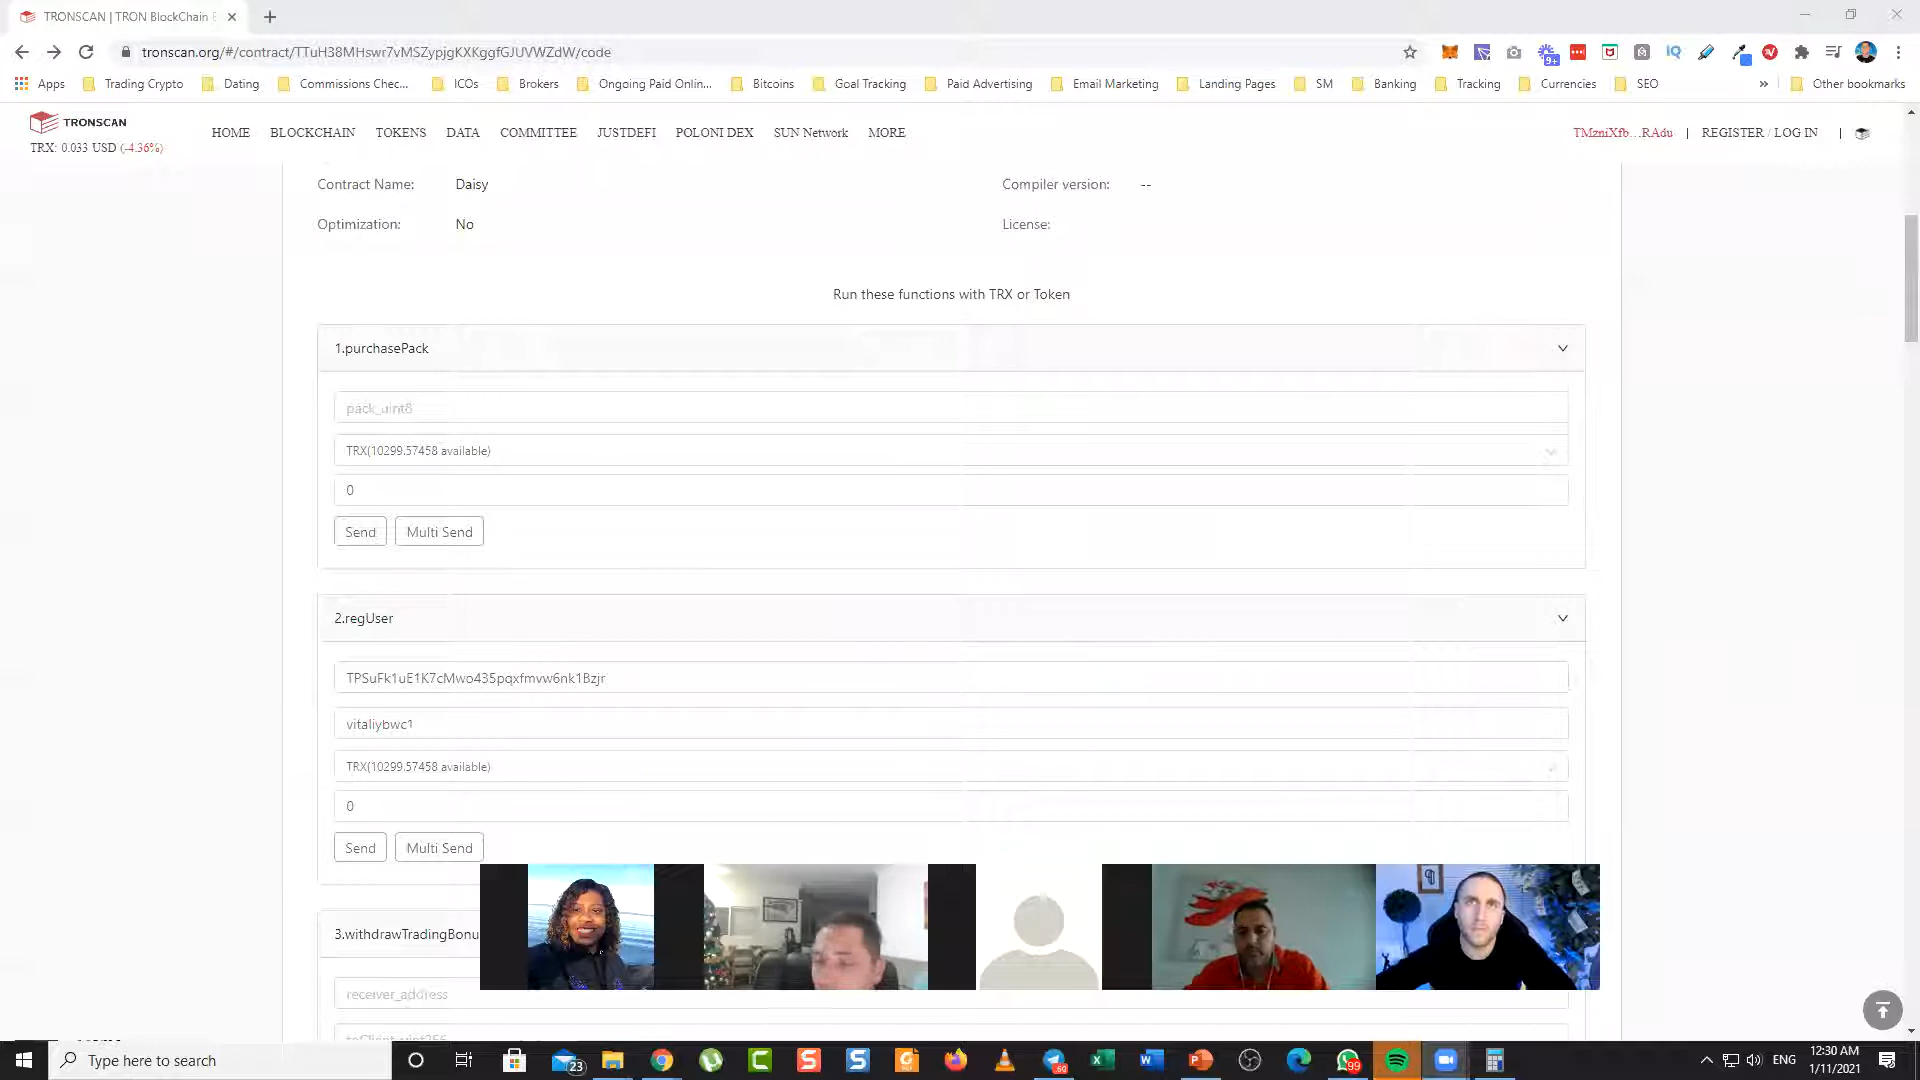 TRONSCAN | TRON BlockChain
tronscan.org/#/contract/TTuH38MHswr7vMSZypjgKXKggfGJUVWZdW/code
9+
Apps Trading Crypto Dating Commissions Chec... ICOs Brokers Ongoing Paid Onlin... Bitcoins Goal Tracking Paid Advertising Email Marketing Landing Pages SM Banking Tracking Currencies SEO » Other bookmarks
TRONSCAN
TRX: 0.033 USD (-4.36%)
HOME BLOCKCHAIN TOKENS DATA COMMITTEE JUSTDEFI POLONI DEX SUN Network MORE
TMzniXfb...RAdu | REGISTER / LOG IN |
Contract Name: Daisy Compiler version: --
Optimization: No License:
Run these functions with TRX or Token
1.purchasePack
pack_uint8
TRX(10299.57458 available)
0
Send Multi Send
2.regUser
TPSuFk1uE1K7cMwo435pqxfmvw6nk1Bzjr
vitaliybwc1
TRX(10299.57458 available)
0
Send Multi Send
3.withdrawTradingBonu
receiver_address
Type here to search
23
60
99
ENG
12:30 AM
1/11/2021